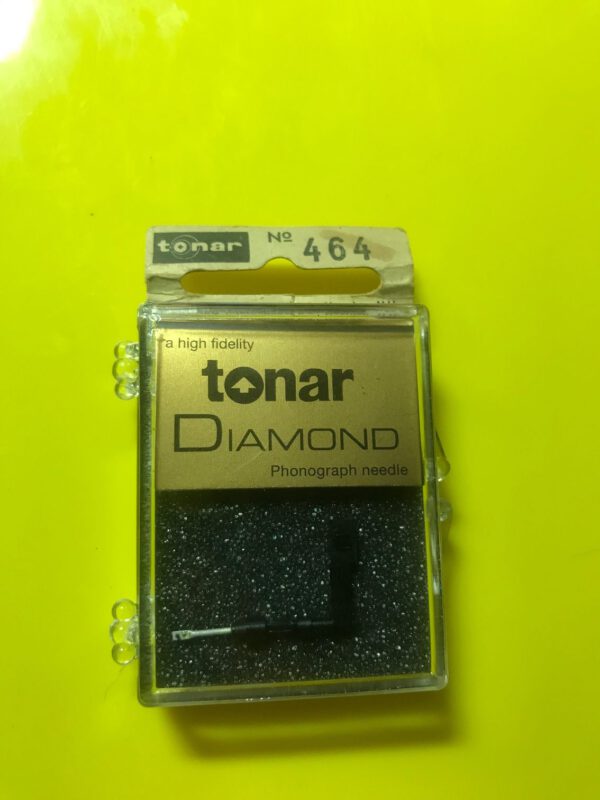 tonar
Nº 464
a high fidelity
tonar
DIAMOND
Phonograph needle